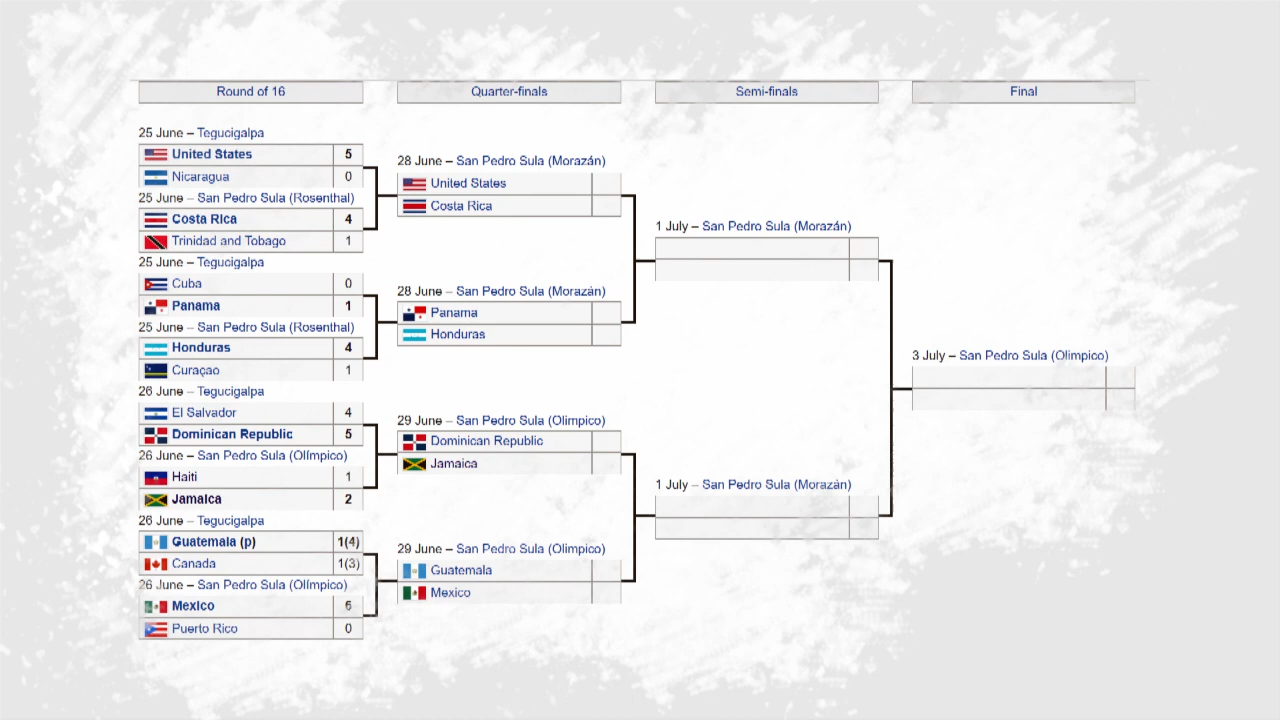 Round of 16
Quarter-finals
Semi-finals
Final
25 June – Tegucigalpa
United States 5
Nicaragua 0
25 June – San Pedro Sula (Rosenthal)
Costa Rica 4
Trinidad and Tobago 1
25 June – Tegucigalpa
Cuba 0
Panama 1
25 June – San Pedro Sula (Rosenthal)
Honduras 4
Curaçao 1
26 June – Tegucigalpa
El Salvador 4
Dominican Republic 5
26 June – San Pedro Sula (Olímpico)
Haiti 1
Jamaica 2
26 June – Tegucigalpa
Guatemala (p) 1(4)
Canada 1(3)
26 June – San Pedro Sula (Olímpico)
Mexico 6
Puerto Rico 0
28 June – San Pedro Sula (Morazán)
United States
Costa Rica
28 June – San Pedro Sula (Morazán)
Panama
Honduras
29 June – San Pedro Sula (Olimpico)
Dominican Republic
Jamaica
29 June – San Pedro Sula (Olimpico)
Guatemala
Mexico
1 July – San Pedro Sula (Morazán)
1 July – San Pedro Sula (Morazán)
3 July – San Pedro Sula (Olimpico)